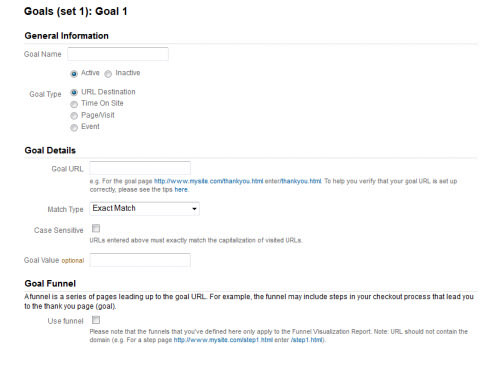 Goals (set 1): Goal 1
General Information
Goal Name
Active Inactive
Goal Type URL Destination
Time On Site
Page/Visit
Event
Goal Details
Goal URL
e.g. For the goal page http://www.mysite.com/thankyou.html enter/thankyou.html. To help you verify that your goal URL is set up
correctly, please see the tips here.
Match Type Exact Match
Case Sensitive
URLs entered above must exactly match the capitalization of visited URLs.
Goal Value optional
Goal Funnel
A funnel is a series of pages leading up to the goal URL. For example, the funnel may include steps in your checkout process that lead you
to the thank you page (goal).
Use funnel
Please note that the funnels that you've defined here only apply to the Funnel Visualization Report. Note: URL should not contain the
domain (e.g. For a step page http://www.mysite.com/step1.html enter /step1.html).